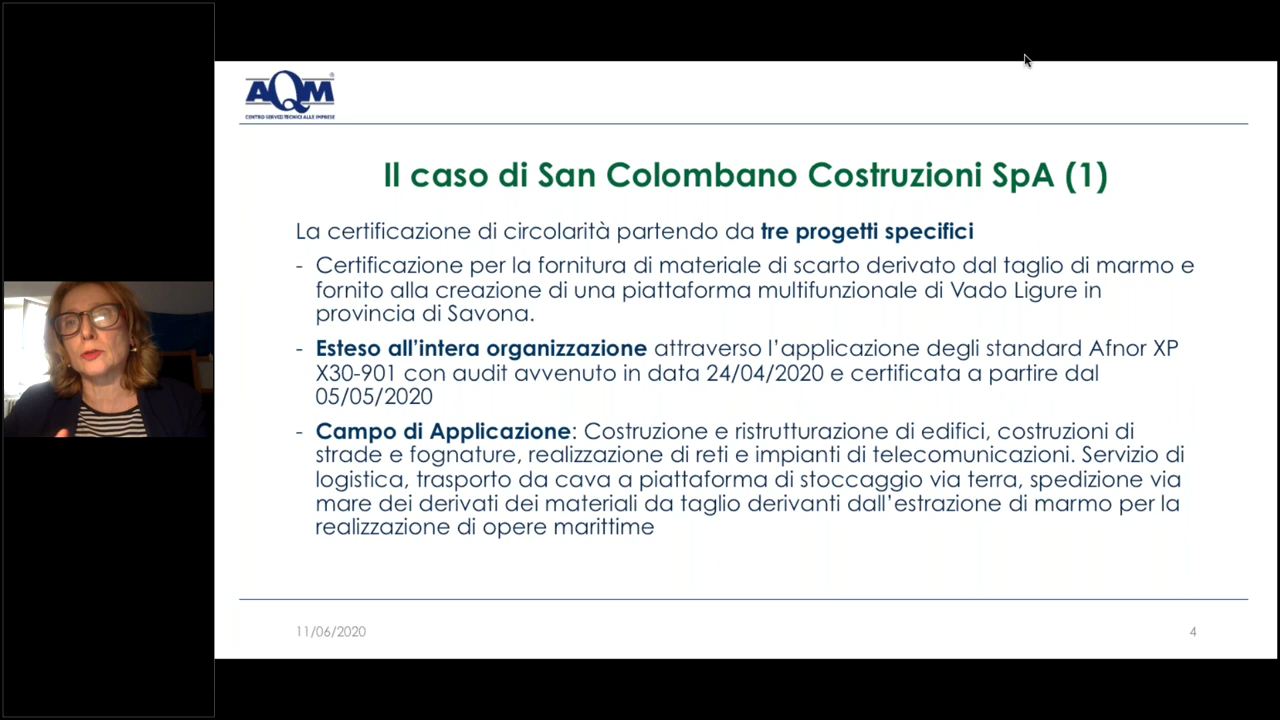 AQM
CENTRO SERVIZI TECNICI ALLE IMPRESE
Il caso di San Colombano Costruzioni SpA (1)
La certificazione di circolarità partendo da tre progetti specifici
- Certificazione per la fornitura di materiale di scarto derivato dal taglio di marmo e
fornito alla creazione di una piattaforma multifunzionale di Vado Ligure in
provincia di Savona.
- Esteso all’intera organizzazione attraverso l’applicazione degli standard Afnor XP
X30-901 con audit avvenuto in data 24/04/2020 e certificata a partire dal
05/05/2020
- Campo di Applicazione: Costruzione e ristrutturazione di edifici, costruzioni di
strade e fognature, realizzazione di reti e impianti di telecomunicazioni. Servizio di
logistica, trasporto da cava a piattaforma di stoccaggio via terra, spedizione via
mare dei derivati dei materiali da taglio derivanti dall’estrazione di marmo per la
realizzazione di opere marittime
11/06/2020
4